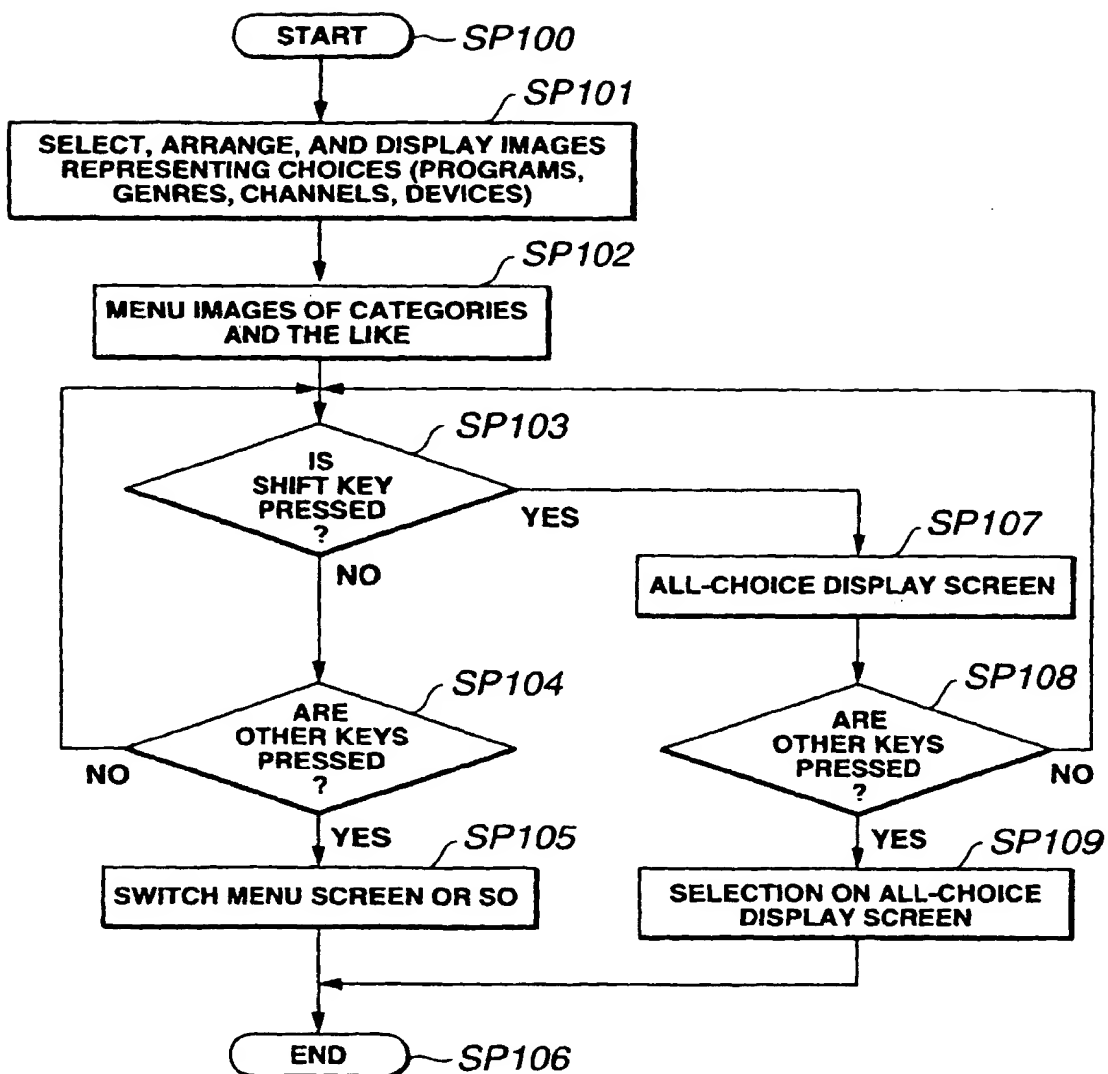 START
SP100
SP101
SELECT, ARRANGE, AND DISPLAY IMAGES
REPRESENTING CHOICES (PROGRAMS,
GENRES, CHANNELS, DEVICES)
SP102
MENU IMAGES OF CATEGORIES
AND THE LIKE
SP103
IS
SHIFT KEY
PRESSED
?
YES
NO
SP107
ALL-CHOICE DISPLAY SCREEN
SP104
ARE
OTHER KEYS
PRESSED
?
NO
YES
SP108
ARE
OTHER KEYS
PRESSED
?
NO
YES
SP105
SWITCH MENU SCREEN OR SO
SP109
SELECTION ON ALL-CHOICE
DISPLAY SCREEN
END
SP106